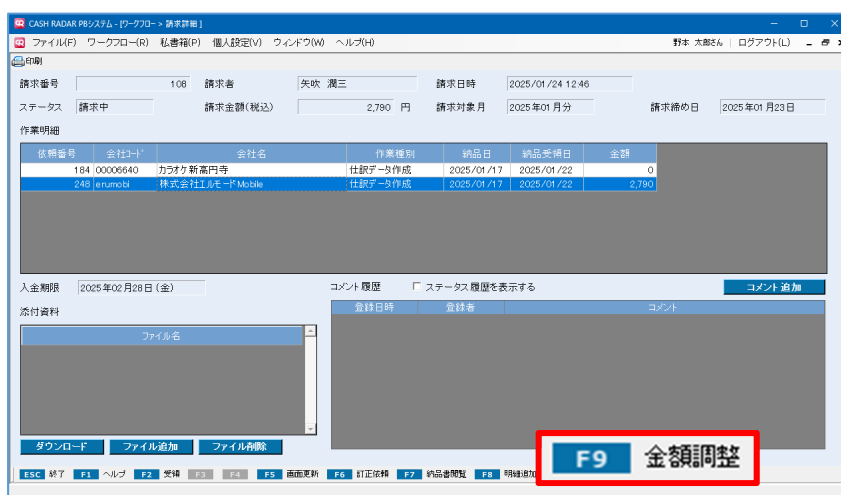 CASH RADAR PBシステム - [ワークフロー > 請求詳細 ]
ファイル(F) ワークフロー(R) 私書箱(P) 個人設定(V) ウィンドウ(W) ヘルプ(H) 野本 太郎さん ログアウト(L)
印刷
請求番号 108 請求者 矢吹 潤三 請求日時 2025/01/24 12:46
ステータス 請求中 請求金額(税込) 2,790 円 請求対象月 2025年01月分 請求締め日 2025年01月23日
作業明細
依頼番号 会社コード 会社名 作業種別 納品日 納品受領日 金額
184 00006640 カラオケ新高円寺 仕訳データ作成 2025/01/17 2025/01/22 0
248 erumobi 株式会社エルモードMobile 仕訳データ作成 2025/01/17 2025/01/22 2,790
入金期限 2025年02月28日(金) コメント履歴 ステータス履歴を表示する コメント追加
添付資料 登録日時 登録者 コメント
ファイル名
ダウンロード ファイル追加 ファイル削除
F9 金額調整
ESC 終了 F1 ヘルプ F2 受領 F3 F4 F5 画面更新 F6 訂正依頼 F7 納品書閲覧 F8 明細追加